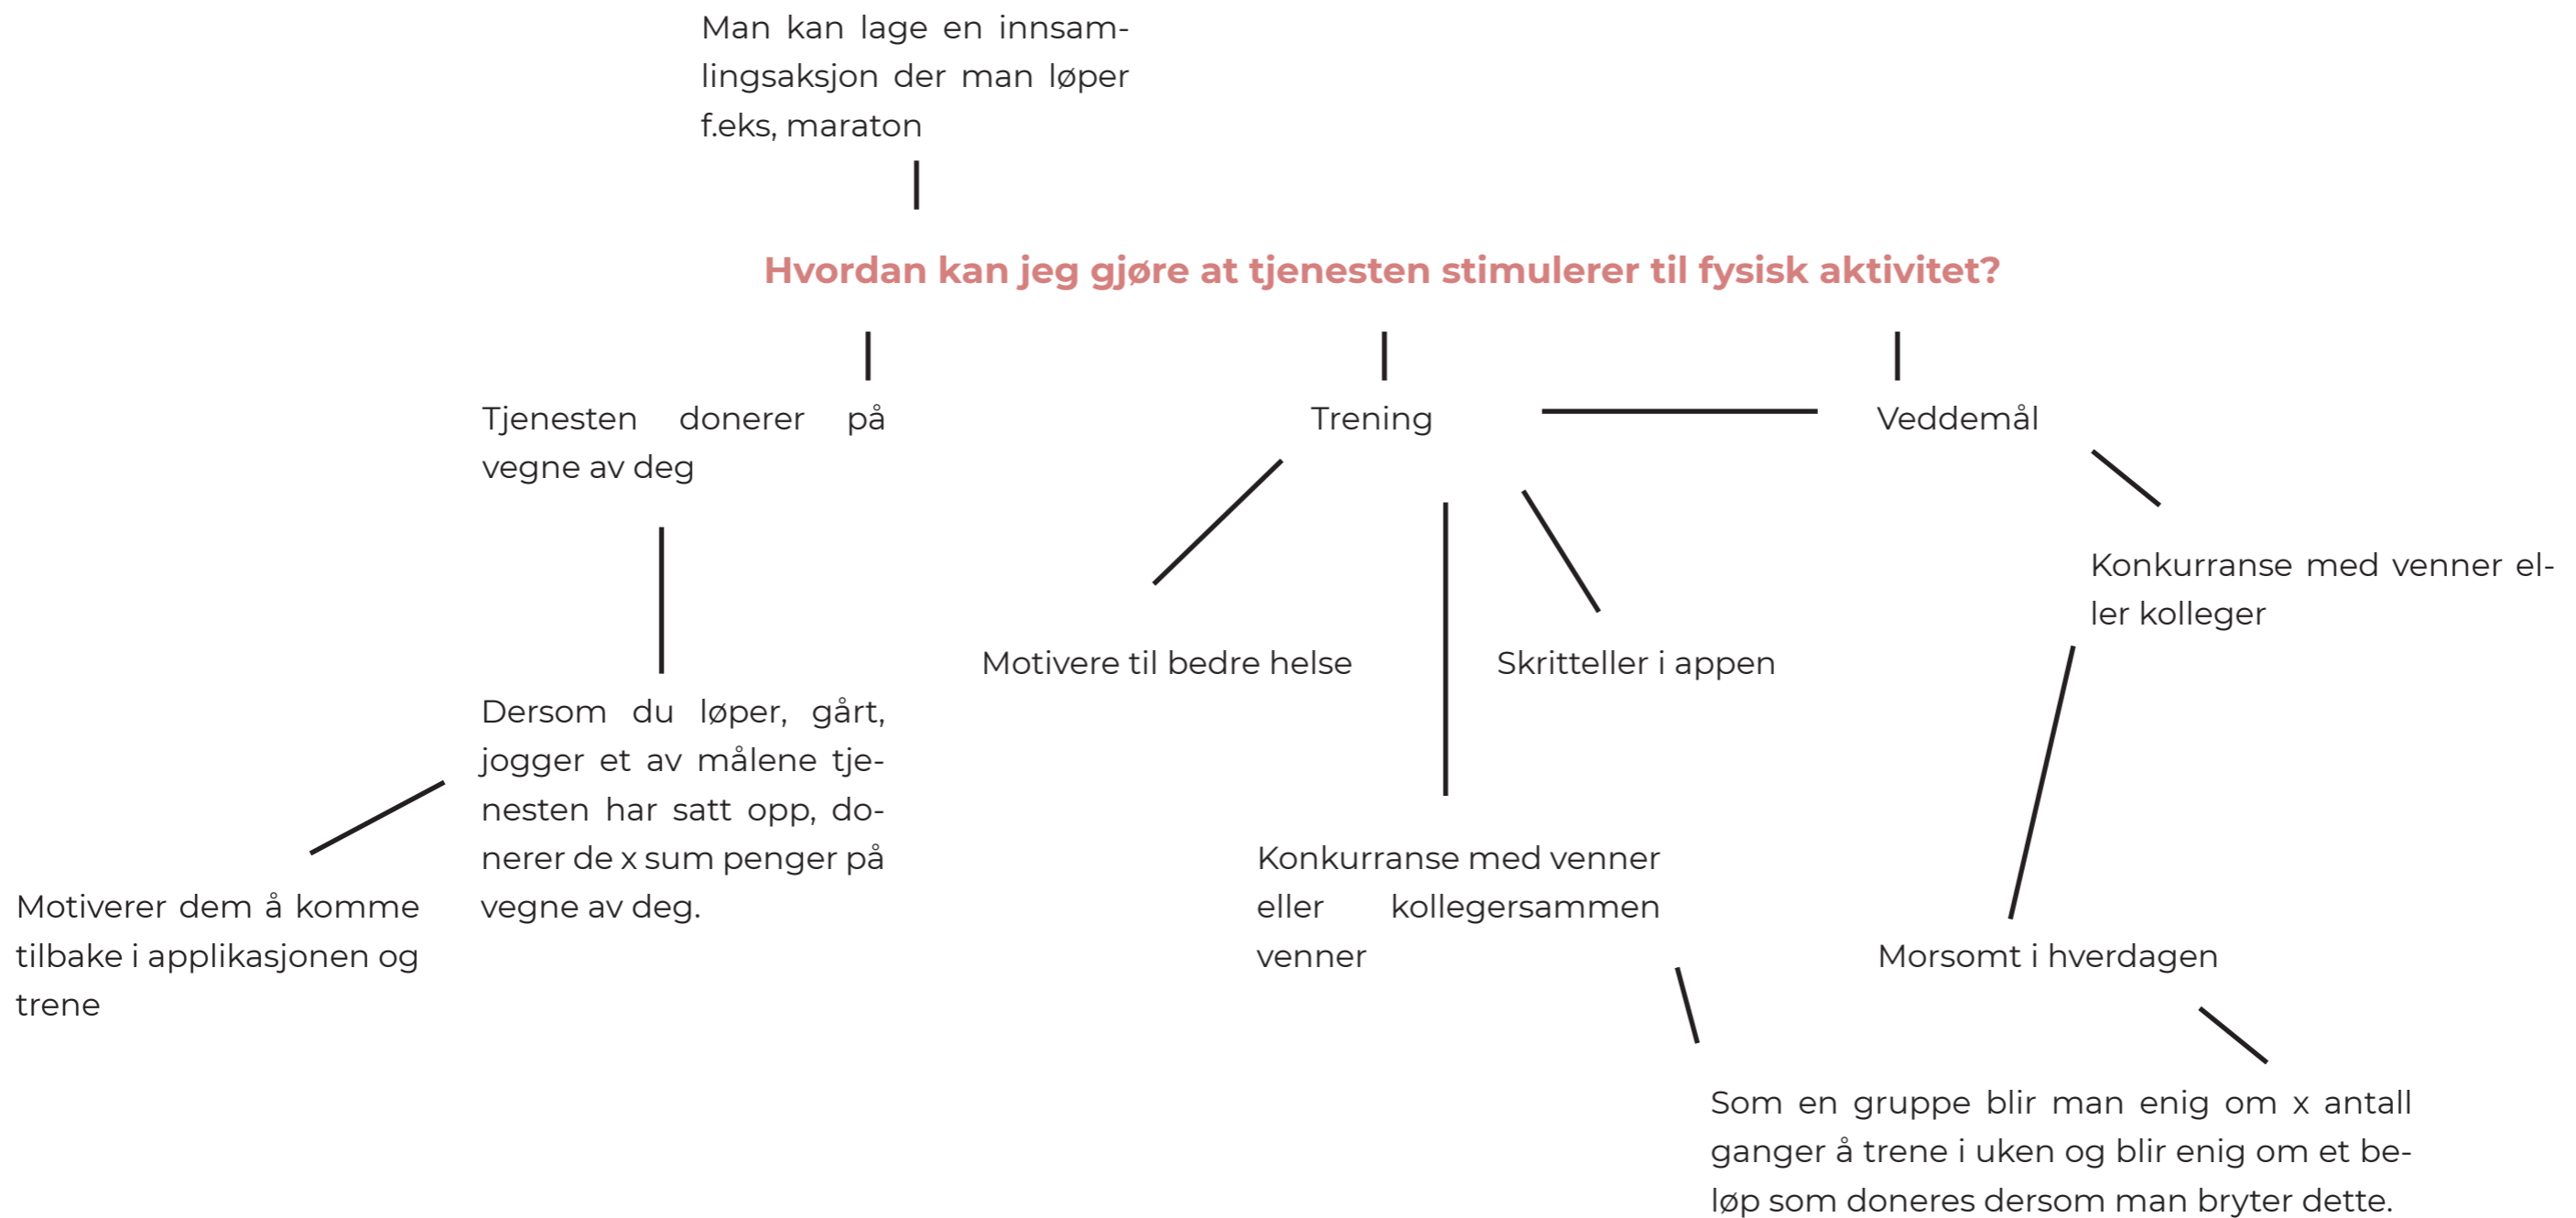 Man kan lage en innsam-
lingsaksjon der man løper
f.eks, maraton
Hvordan kan jeg gjøre at tjenesten stimulerer til fysisk aktivitet?
Tjenesten donerer på
vegne av deg
Trening
Veddemål
Konkurranse med venner el-
ler kolleger
Motivere til bedre helse
Skritteller i appen
Dersom du løper, gårt,
jogger et av målene tje-
nesten har satt opp, do-
nerer de x sum penger på
vegne av deg.
Motiverer dem å komme
tilbake i applikasjonen og
trene
Konkurranse med venner
eller kollegersammen
venner
Morsomt i hverdagen
Som en gruppe blir man enig om x antall
ganger å trene i uken og blir enig om et be-
løp som doneres dersom man bryter dette.